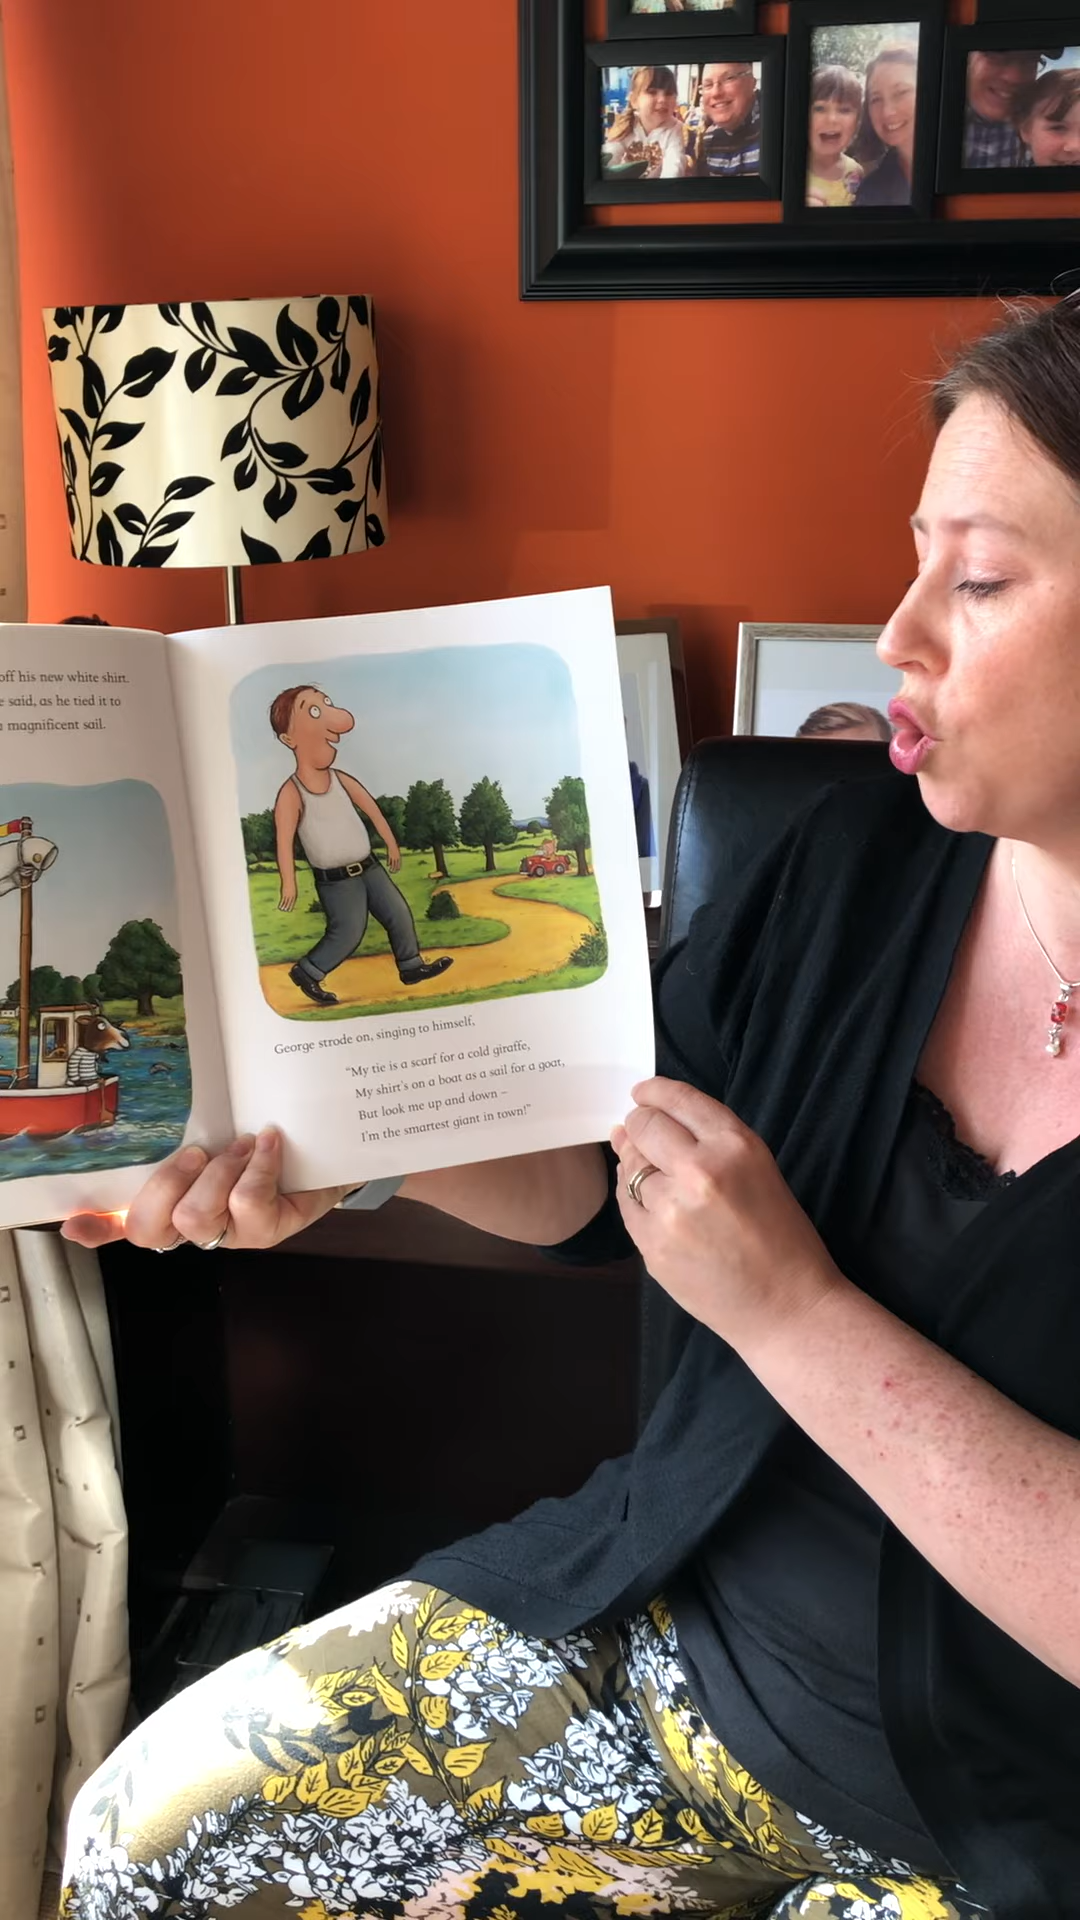 off his new white shirt.
said, as he tied it to
magnificent sail.
George strode on, singing to himself,
"My tie is a scarf for a cold giraffe,
My shirt's on a boat as a sail for a goat,
But look me up and down –
I'm the smartest giant in town!"